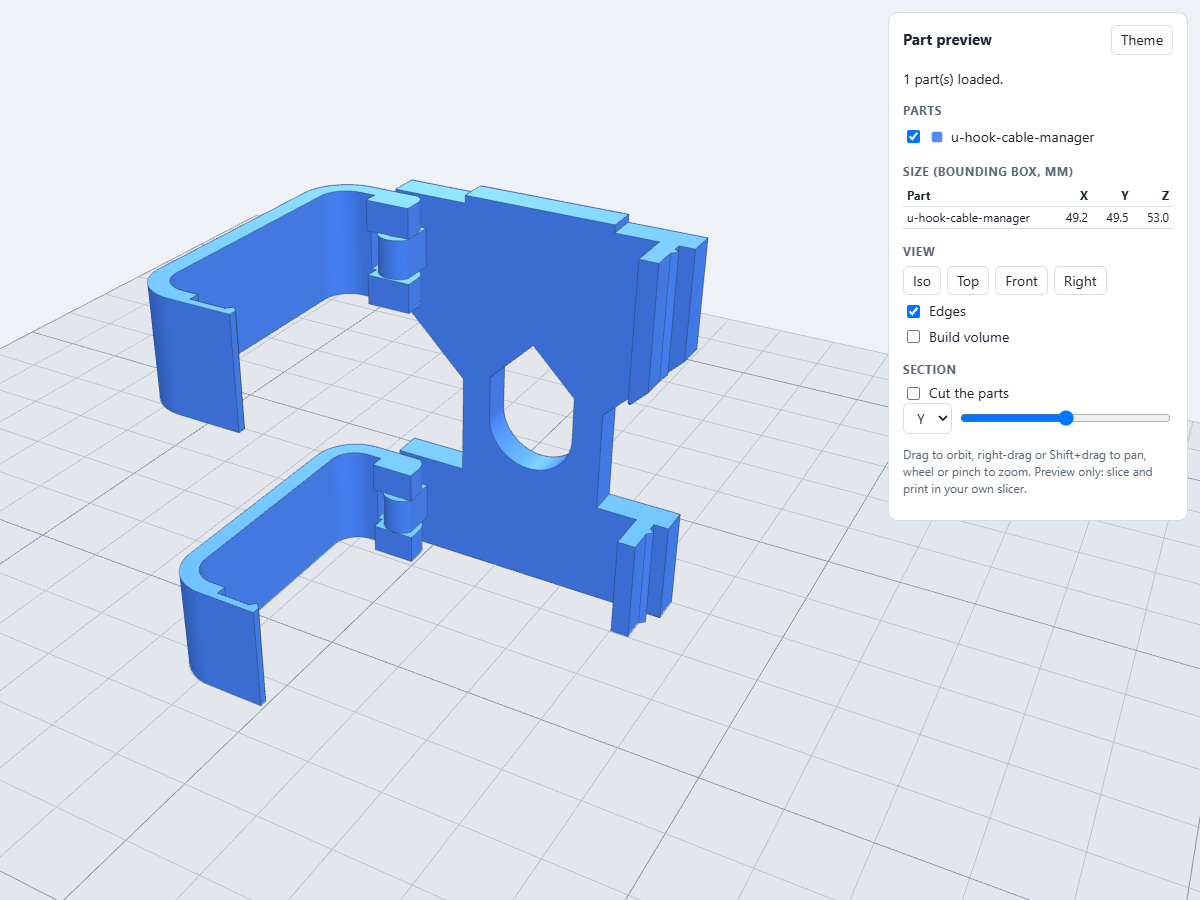 Part preview
Theme
1 part(s) loaded.
PARTS
u-hook-cable-manager
SIZE (BOUNDING BOX, MM)
Part X Y Z
u-hook-cable-manager 49.2 49.5 53.0
VIEW
Iso Top Front Right
Edges
Build volume
SECTION
Cut the parts
Y
Drag to orbit, right-drag or Shift+drag to pan,
wheel or pinch to zoom. Preview only: slice and
print in your own slicer.